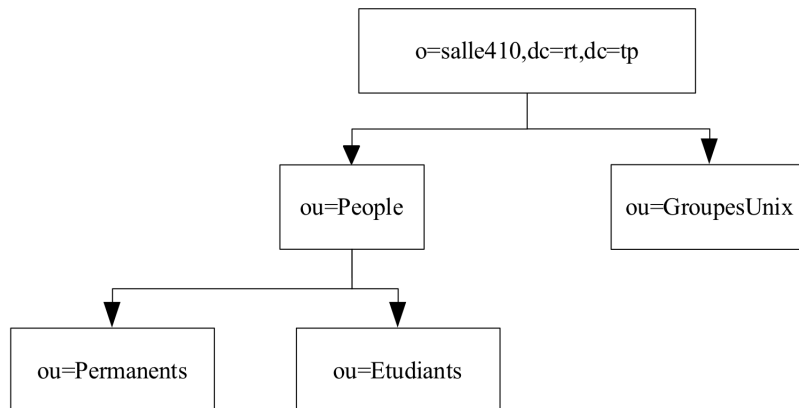 o=salle410,dc=rt,dc=tp
ou=People
ou=GroupesUnix
ou=Permanents
ou=Etudiants